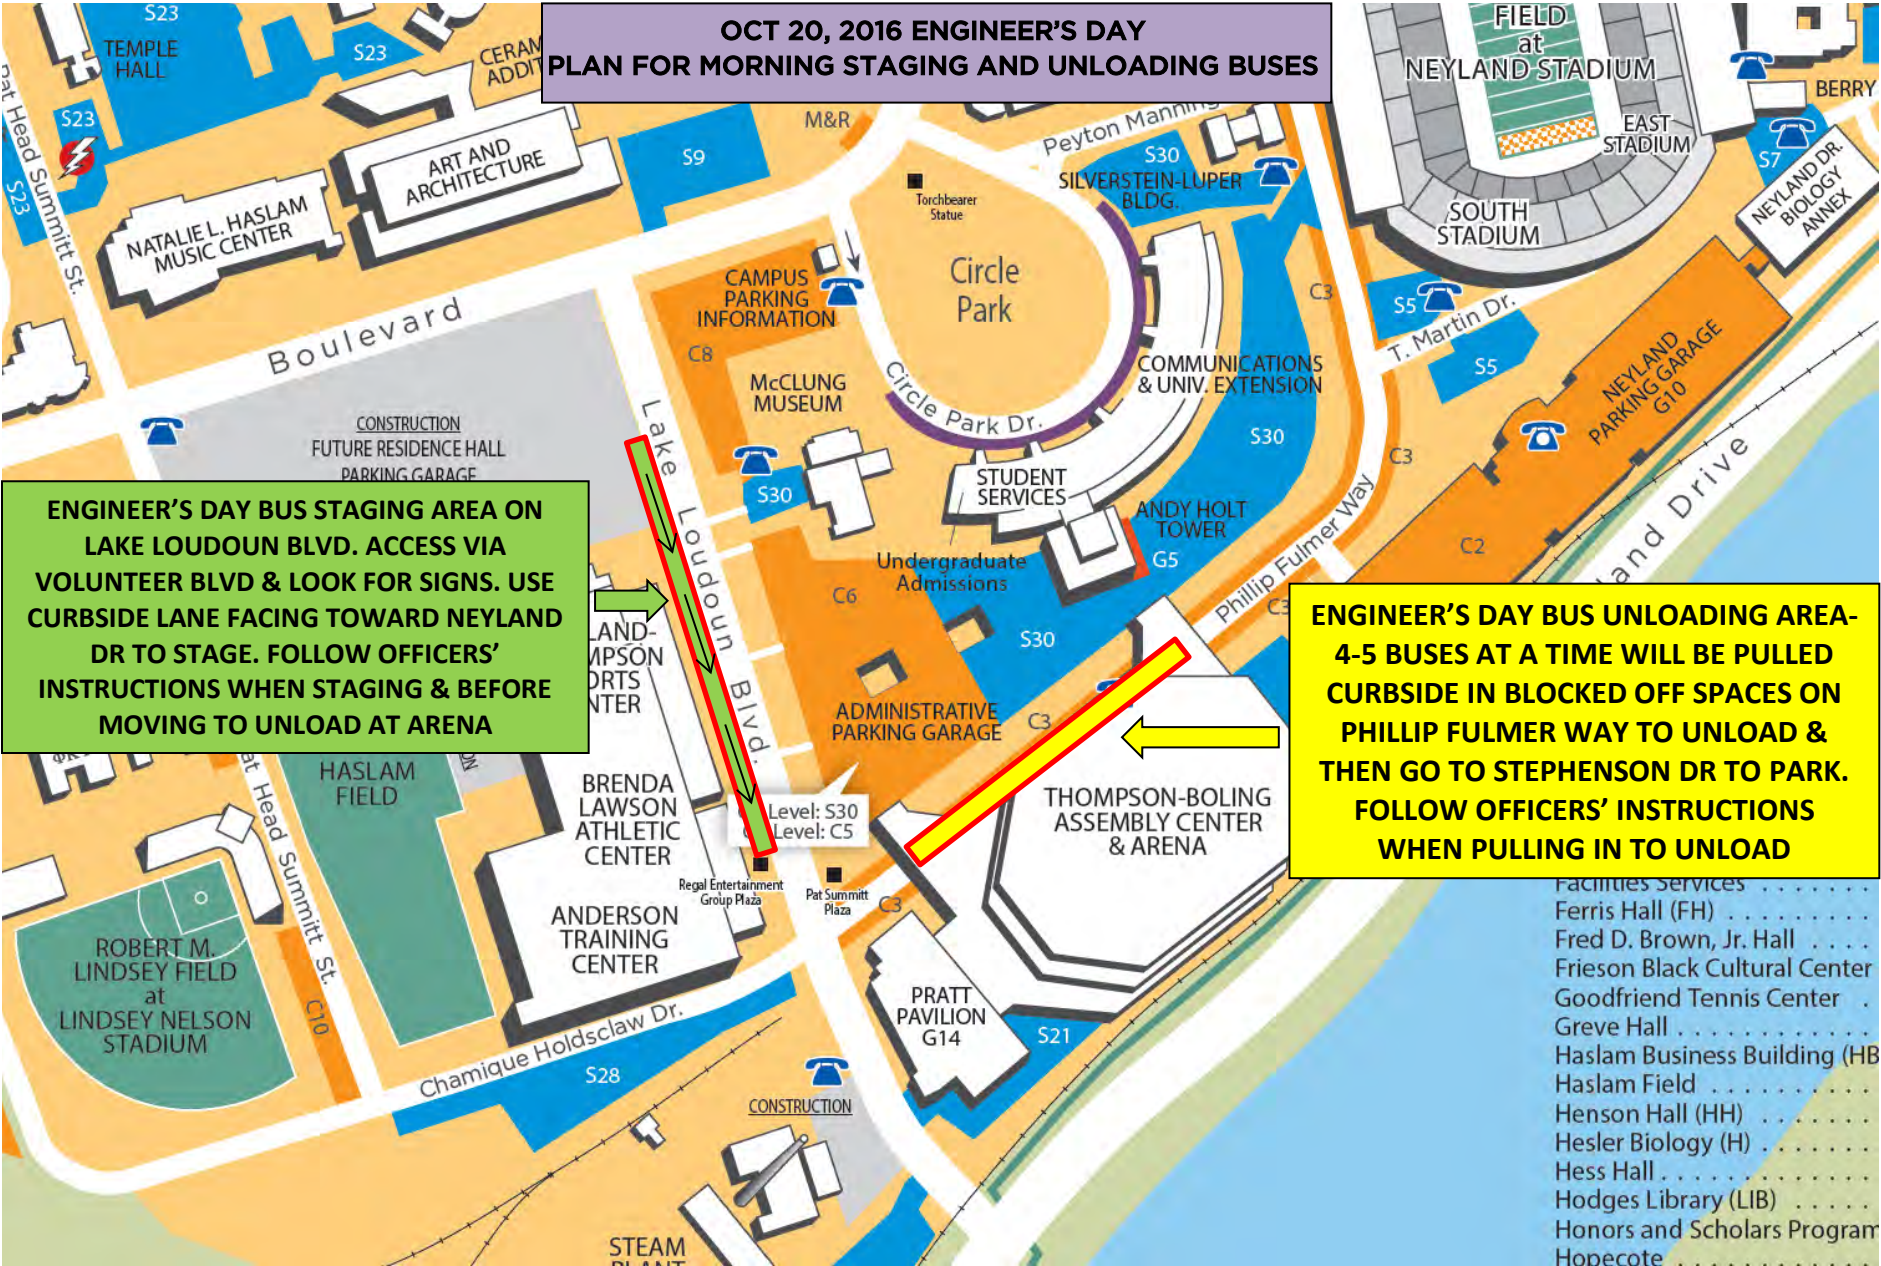 OCT 20, 2016 ENGINEER'S DAY
PLAN FOR MORNING STAGING AND UNLOADING BUSES
S23
TEMPLE
HALL
S23
S23
S23
Pat Head Summitt St.
ART AND
ARCHITECTURE
NATALIE L. HASLAM
MUSIC CENTER
S9
M&R
Peyton Manning
S30
SILVERSTEIN-LUPER
BLDG.
FIELD
at
NEYLAND STADIUM
EAST
STADIUM
SOUTH
STADIUM
BERRY
S7
NEYLAND DR.
BIOLOGY
ANNEX
Torchbearer
Statue
Circle
Park
CAMPUS
PARKING
INFORMATION
C8
McCLUNG
MUSEUM
Circle Park Dr.
COMMUNICATIONS
& UNIV. EXTENSION
C3
S5
T. Martin Dr.
S5
NEYLAND
PARKING GARAGE
G10
Boulevard
CONSTRUCTION
FUTURE RESIDENCE HALL
PARKING GARAGE
Lake Loudoun Blvd.
S30
S30
C3
STUDENT
SERVICES
ANDY HOLT
TOWER
G5
Undergraduate
Admissions
C6
S30
Phillip Fulmer Way
C2
C3
ENGINEER'S DAY BUS STAGING AREA ON
LAKE LOUDOUN BLVD. ACCESS VIA
VOLUNTEER BLVD & LOOK FOR SIGNS. USE
CURBSIDE LANE FACING TOWARD NEYLAND
DR TO STAGE. FOLLOW OFFICERS'
INSTRUCTIONS WHEN STAGING & BEFORE
MOVING TO UNLOAD AT ARENA
ENGINEER'S DAY BUS UNLOADING AREA-
4-5 BUSES AT A TIME WILL BE PULLED
CURBSIDE IN BLOCKED OFF SPACES ON
PHILLIP FULMER WAY TO UNLOAD &
THEN GO TO STEPHENSON DR TO PARK.
FOLLOW OFFICERS' INSTRUCTIONS
WHEN PULLING IN TO UNLOAD
Drive
ADMINISTRATIVE
PARKING GARAGE
C3
Level: S30
Level: C5
THOMPSON-BOLING
ASSEMBLY CENTER
& ARENA
HASLAM
FIELD
BRENDA
LAWSON
ATHLETIC
CENTER
Regal Entertainment
Group Plaza
Pat Summitt
Plaza
C3
ANDERSON
TRAINING
CENTER
Head Summitt St.
ROBERT M.
LINDSEY FIELD
at
LINDSEY NELSON
STADIUM
C10
Chamique Holdsclaw Dr.
S28
PRATT
PAVILION
G14
S21
CONSTRUCTION
STEAM
PLANT
Facilities Services . . . . . . .
Ferris Hall (FH) . . . . . . . . .
Fred D. Brown, Jr. Hall . . . .
Frieson Black Cultural Center
Goodfriend Tennis Center .
Greve Hall . . . . . . . . . . . .
Haslam Business Building (HB
Haslam Field . . . . . . . . . .
Henson Hall (HH) . . . . . . .
Hesler Biology (H) . . . . . . .
Hess Hall . . . . . . . . . . . . .
Hodges Library (LIB) . . . . .
Honors and Scholars Program
Hopecote . . . . . . . . . . . .